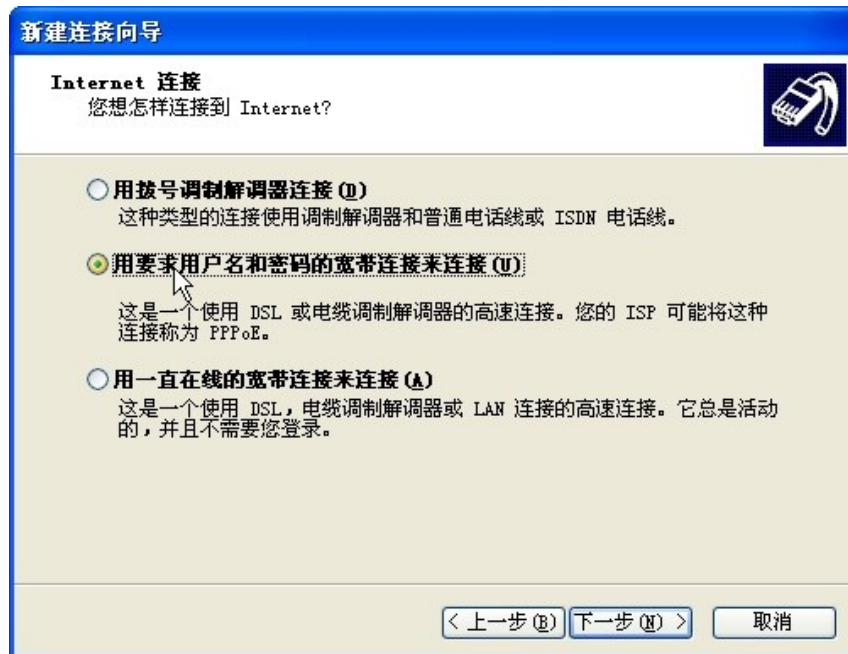 新建连接向导
Internet 连接
您想怎样连接到 Internet?
用拨号调制解调器连接(D)
这种类型的连接使用调制解调器和普通电话线或 ISDN 电话线。
用要求用户名和密码的宽带连接来连接(U)
这是一个使用 DSL 或电缆调制解调器的高速连接。您的 ISP 可能将这种
连接称为 PPPoE。
用一直在线的宽带连接来连接(A)
这是一个使用 DSL，电缆调制解调器或 LAN 连接的高速连接。它总是活动
的，并且不需要您登录。
< 上一步(B) 下一步(N) > 取消